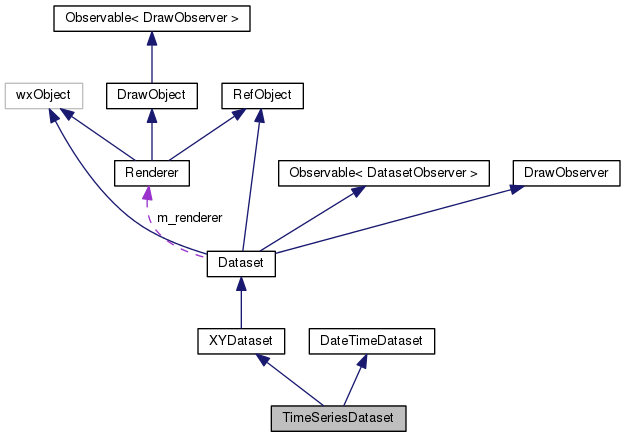 Observable< DrawObserver >
wxObject
DrawObject
RefObject
Renderer
Observable< DatasetObserver >
DrawObserver
m_renderer
Dataset
XYDataset
DateTimeDataset
TimeSeriesDataset